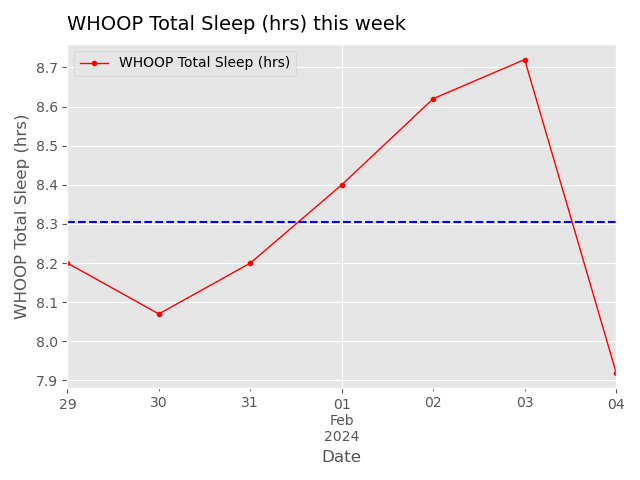 WHOOP Total Sleep (hrs) this week
WHOOP Total Sleep (hrs)
WHOOP Total Sleep (hrs)
8.7
8.6
8.5
8.4
8.3
8.2
8.1
8.0
7.9
29 30 31 01 02 03 04
Feb
2024
Date